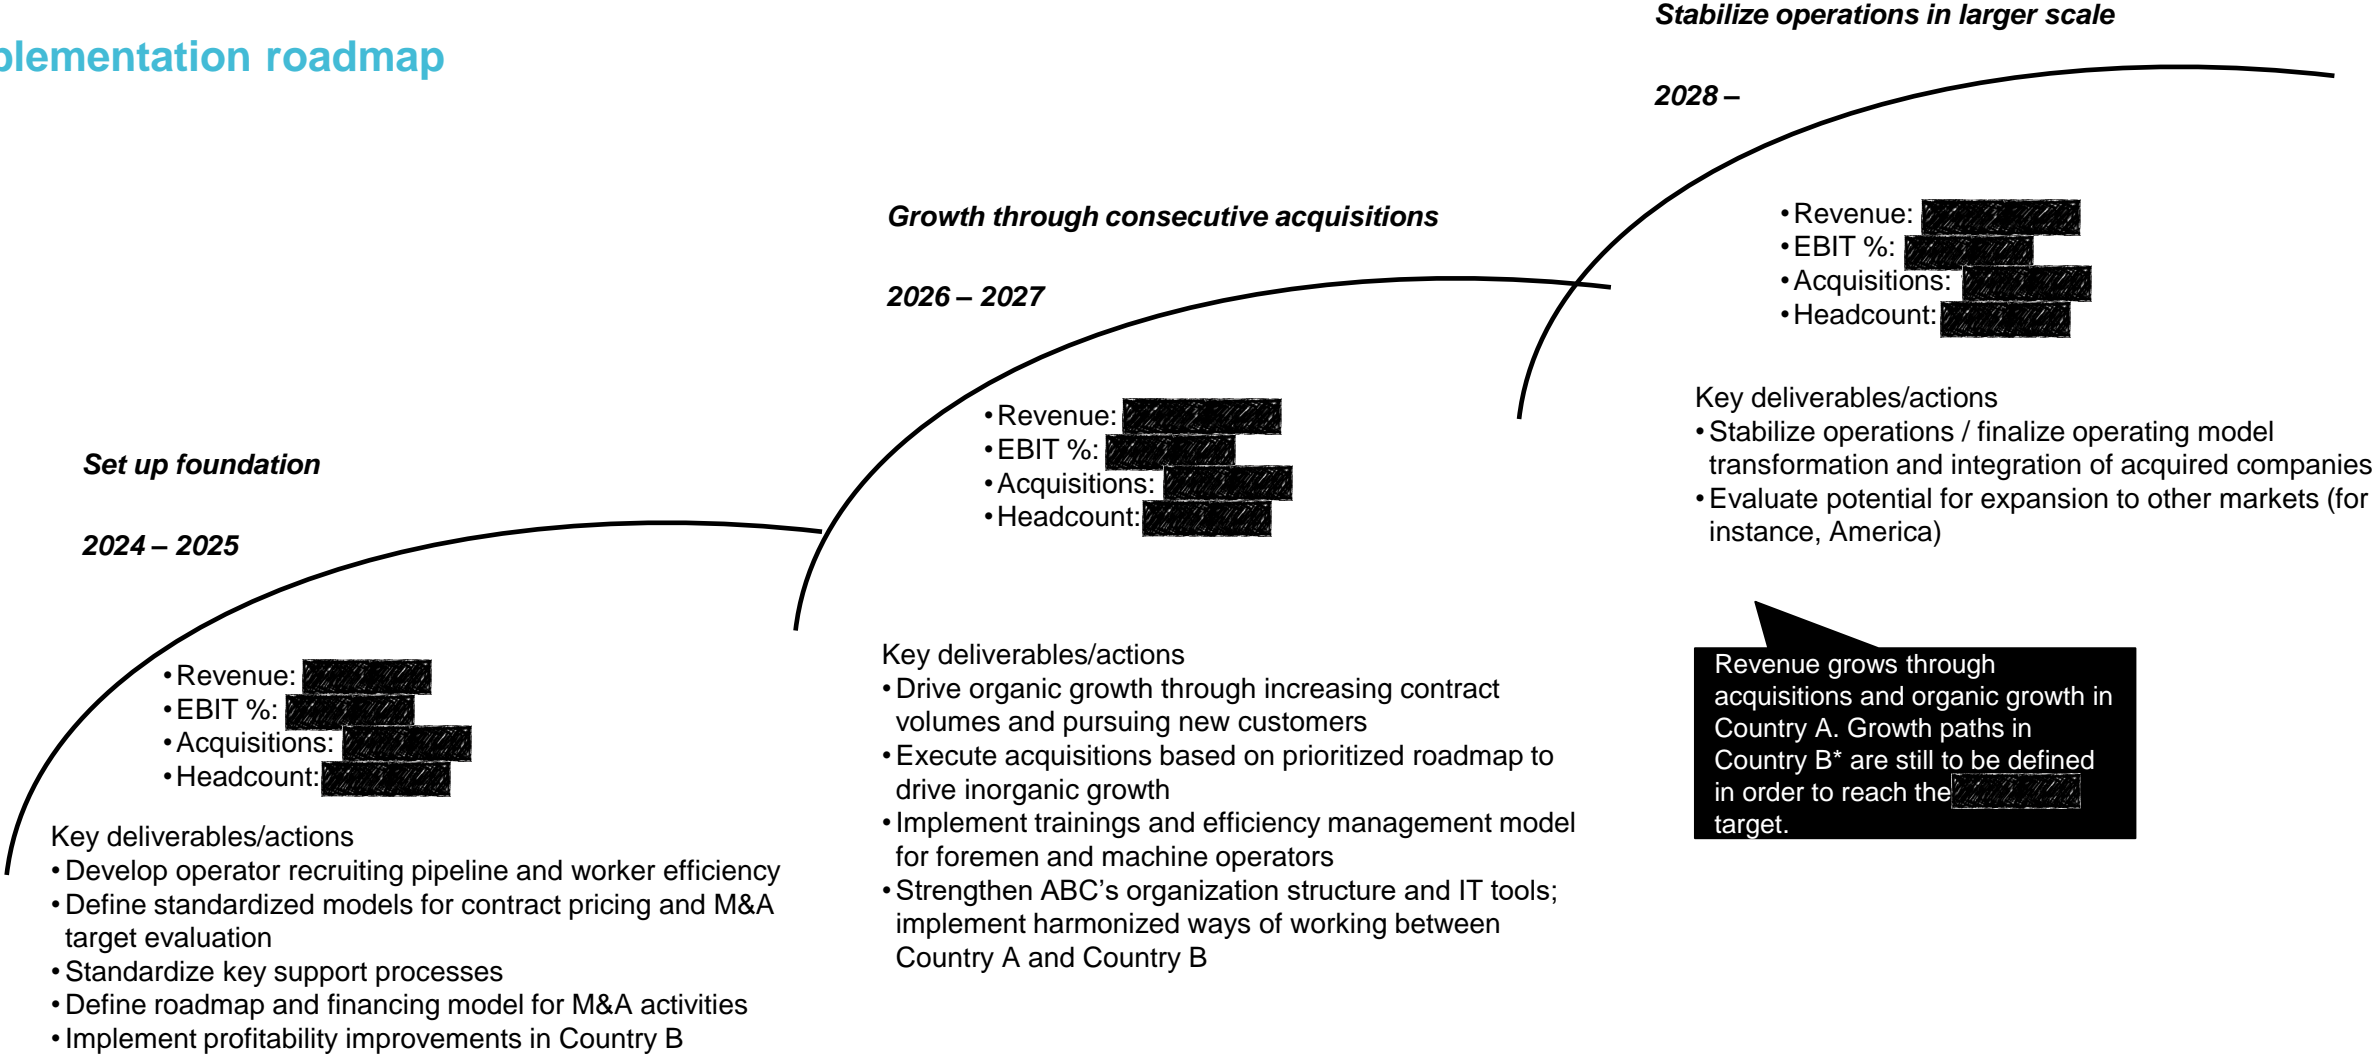 plementation roadmap
Set up foundation
2024 – 2025
•Revenue:
•EBIT %:
•Acquisitions:
•Headcount:
Key deliverables/actions
•Develop operator recruiting pipeline and worker efficiency
•Define standardized models for contract pricing and M&A
target evaluation
•Standardize key support processes
•Define roadmap and financing model for M&A activities
•Implement profitability improvements in Country B
Growth through consecutive acquisitions
2026 – 2027
•Revenue:
•EBIT %:
•Acquisitions:
•Headcount:
Key deliverables/actions
•Drive organic growth through increasing contract
volumes and pursuing new customers
•Execute acquisitions based on prioritized roadmap to
drive inorganic growth
•Implement trainings and efficiency management model
for foremen and machine operators
•Strengthen ABC’s organization structure and IT tools;
implement harmonized ways of working between
Country A and Country B
Stabilize operations in larger scale
2028 –
•Revenue:
•EBIT %:
•Acquisitions:
•Headcount:
Key deliverables/actions
•Stabilize operations / finalize operating model
transformation and integration of acquired companies
•Evaluate potential for expansion to other markets (for
instance, America)
Revenue grows through
acquisitions and organic growth in
Country A. Growth paths in
Country B* are still to be defined
in order to reach the
target.